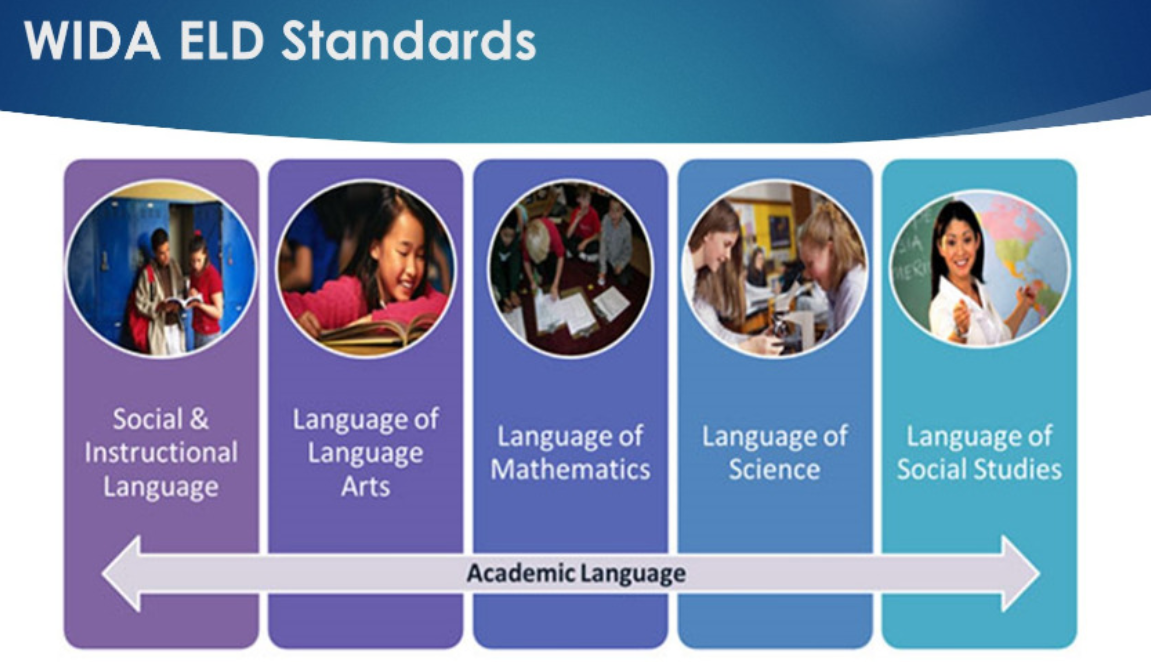 WIDA ELD Standards
Social &
Instructional
Language
Language of
Language
Arts
Language of
Mathematics
Language of
Science
Language of
Social Studies
Academic Language